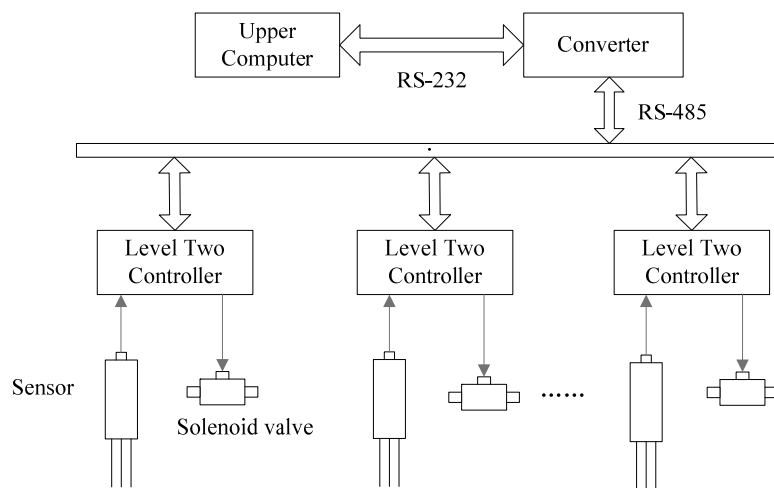 Upper
Computer
Converter
RS-232
RS-485
Level Two
Controller
Level Two
Controller
Level Two
Controller
Sensor
Solenoid valve
......